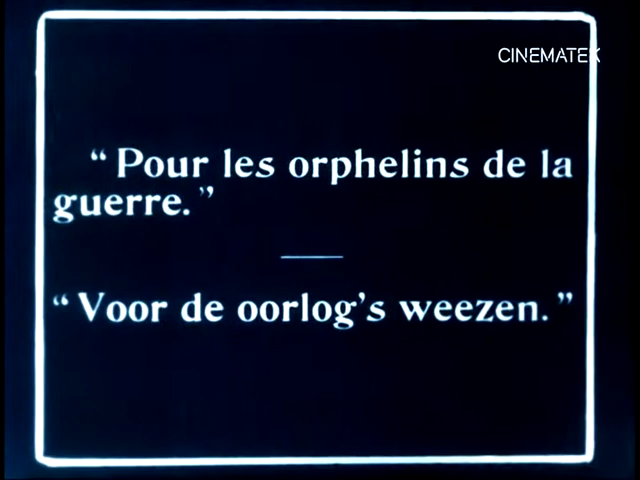 CINEMATEK
“Pour les orphelins de la
guerre.”
“Voor de oorlog's weezen.”